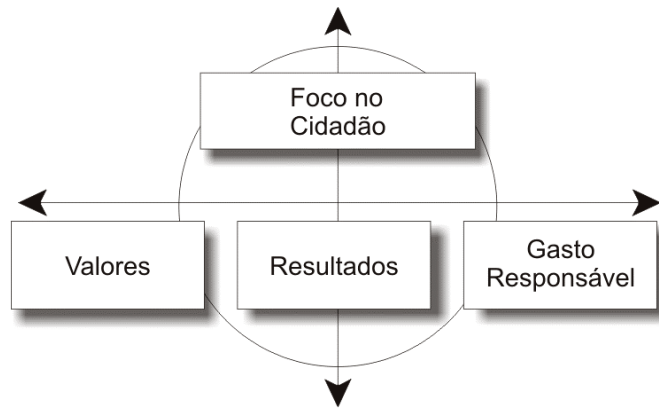 Foco no
Cidadão
Valores
Resultados
Gasto
Responsável